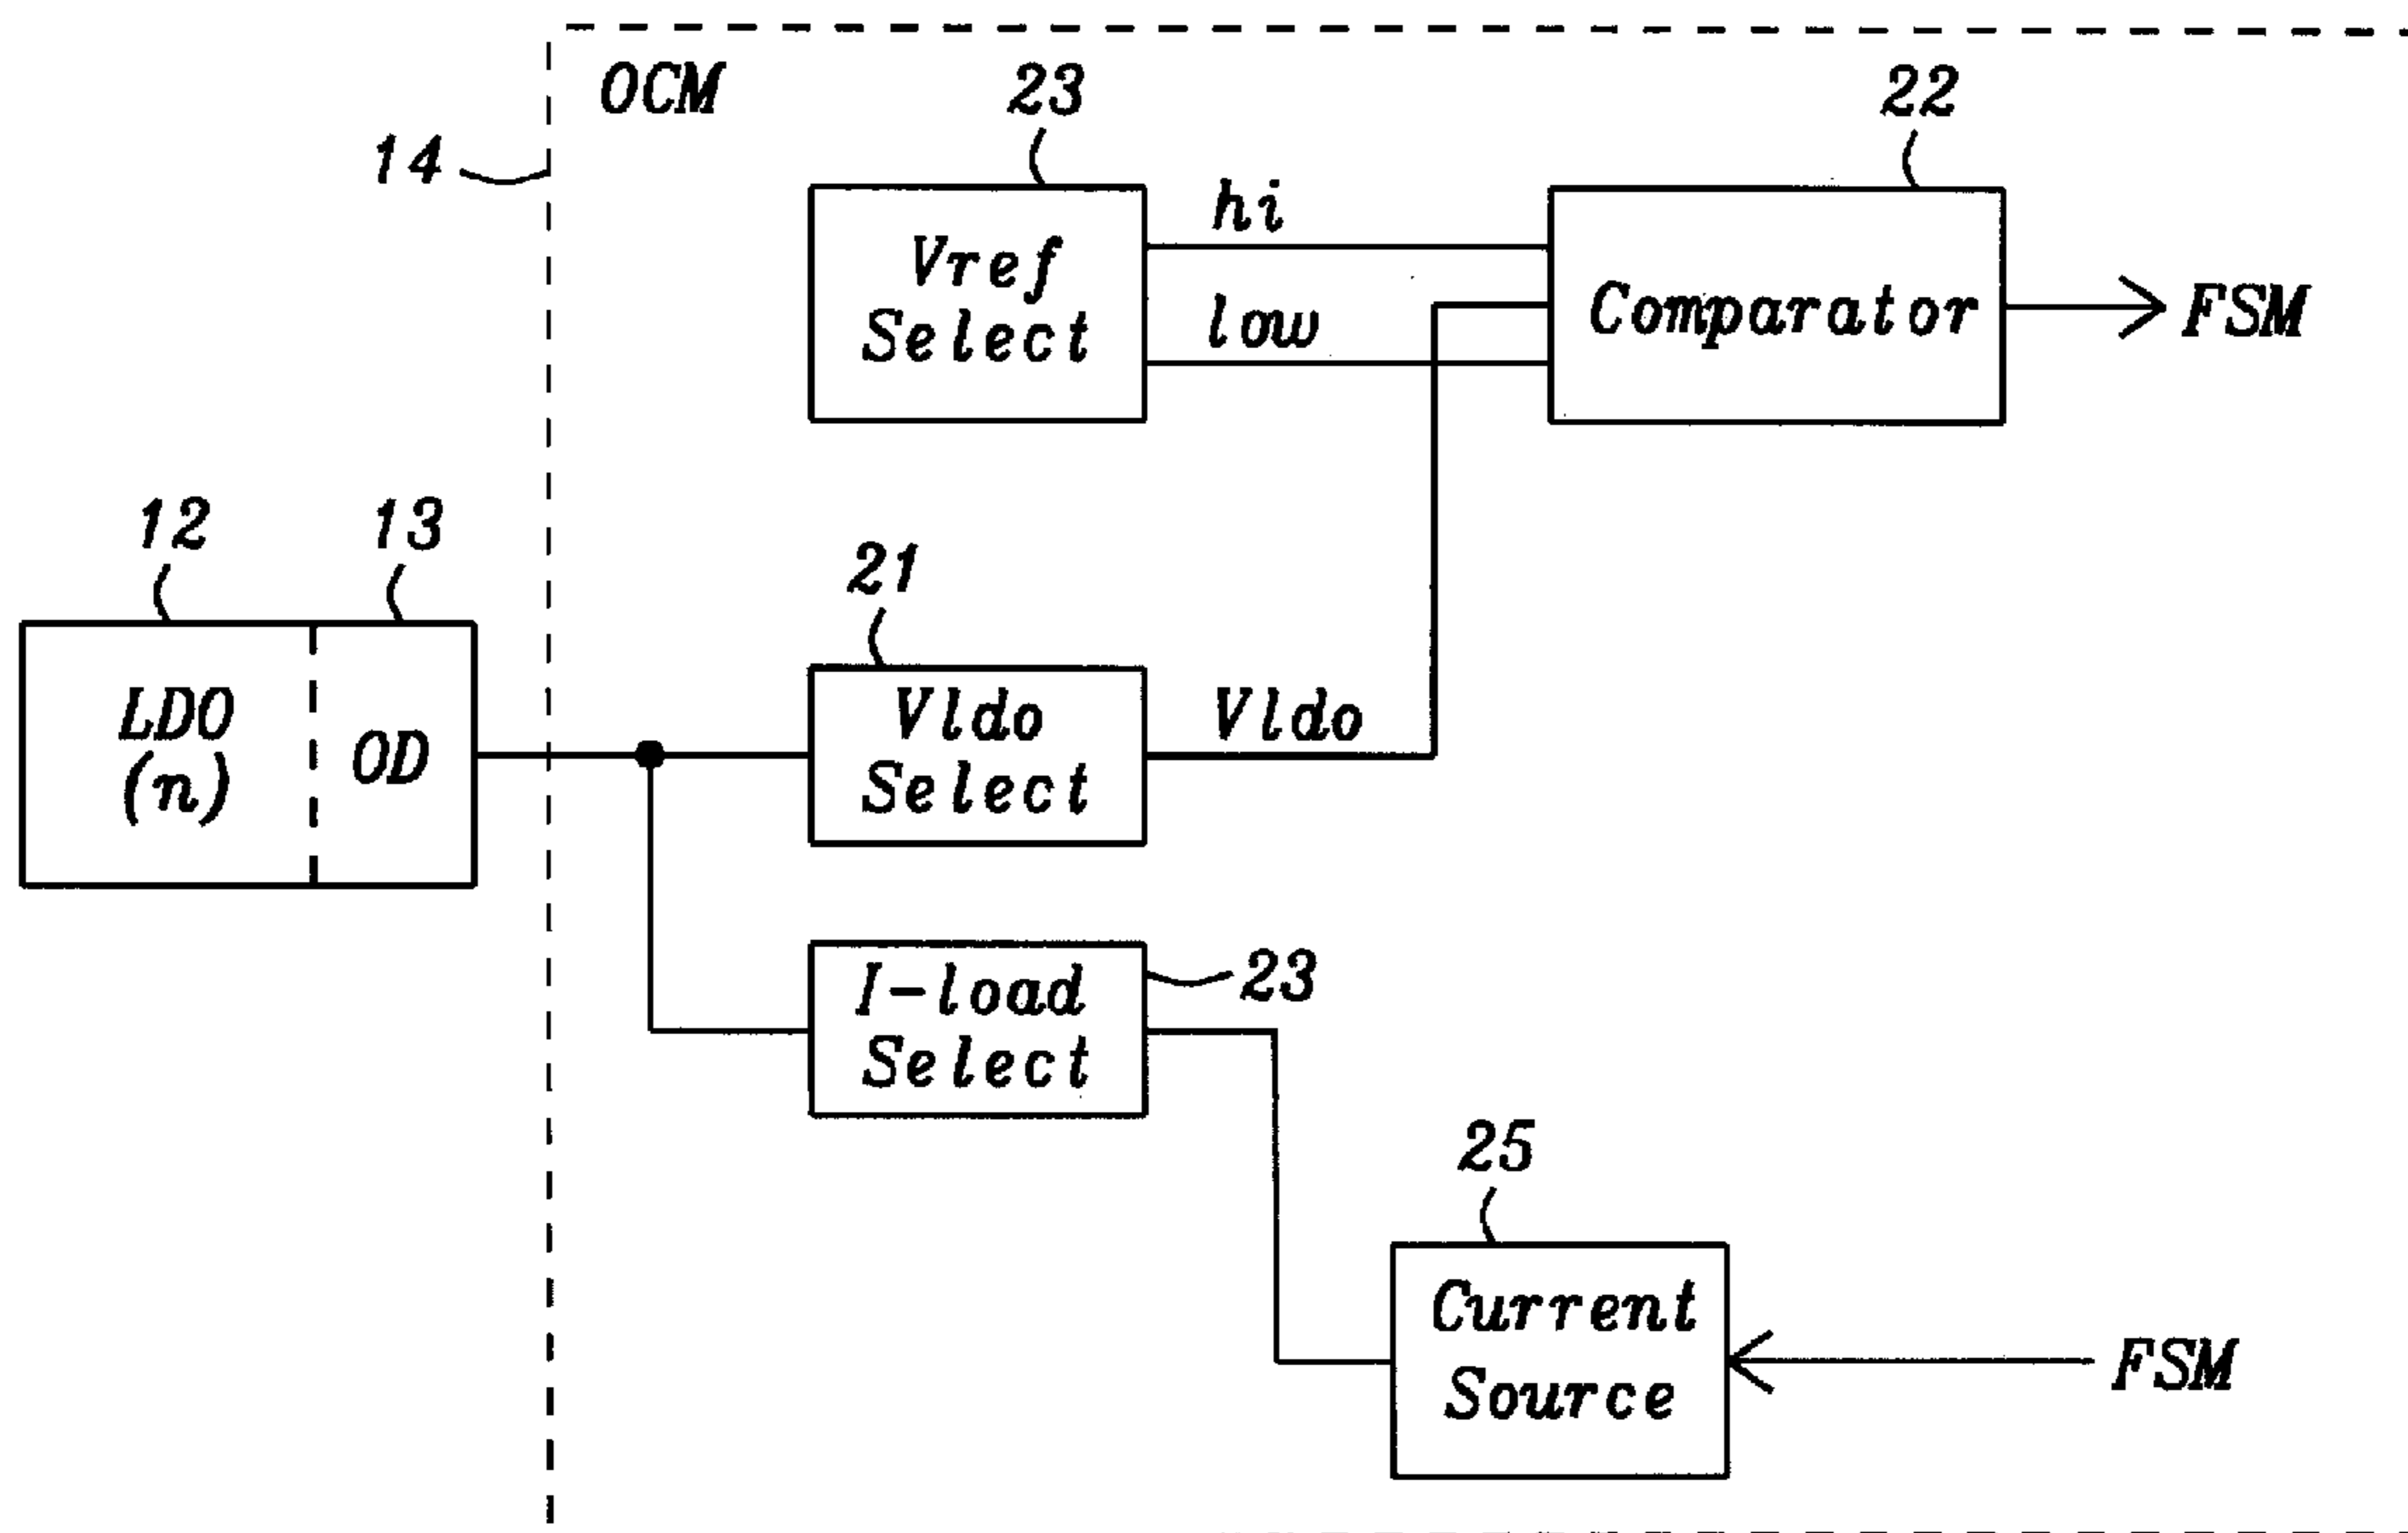 OCM
23
22
14
hi
Vref
Select
low
Comparator
FSM
12
13
21
LDO
(n)
OD
Vldo
Select
Vldo
I-load
Select
23
25
Current
Source
FSM